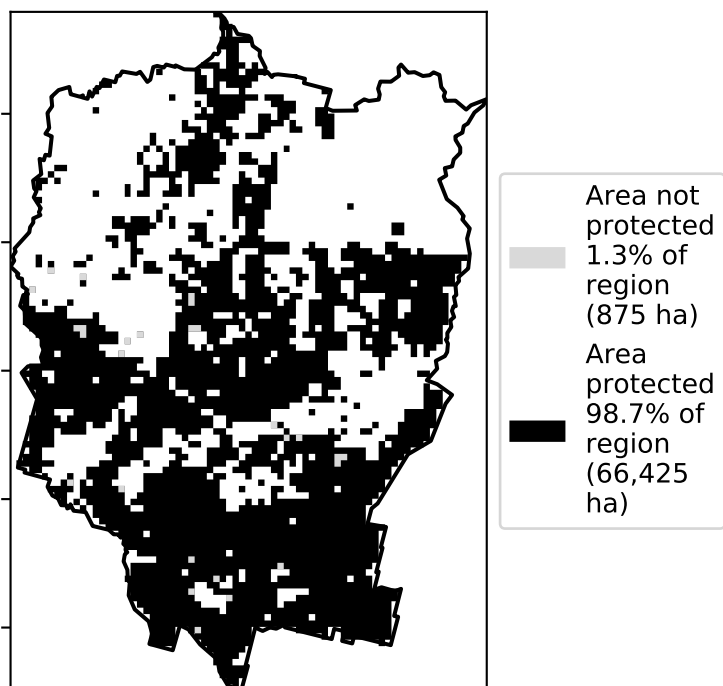 Area not
protected
1.3% of
region
(875 ha)
Area
protected
98.7% of
region
(66,425
ha)